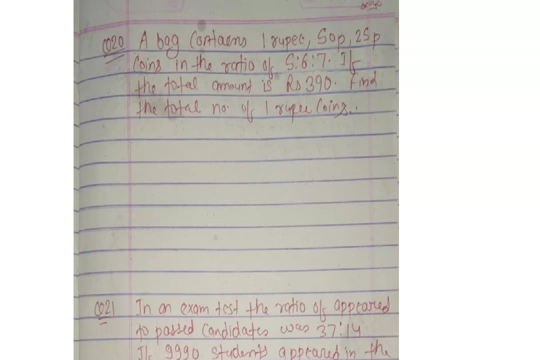 Q20 A bag Contains 1 rupee, 50p, 25p
Coins in the ratio of 5:6:7. If
the total amount is Rs 390. Find
the total no. of 1 rupee Coins.
Q21 In an exam test the ratio of appeared
to passed Candidates was 37:14
If 9990 students appeared in the